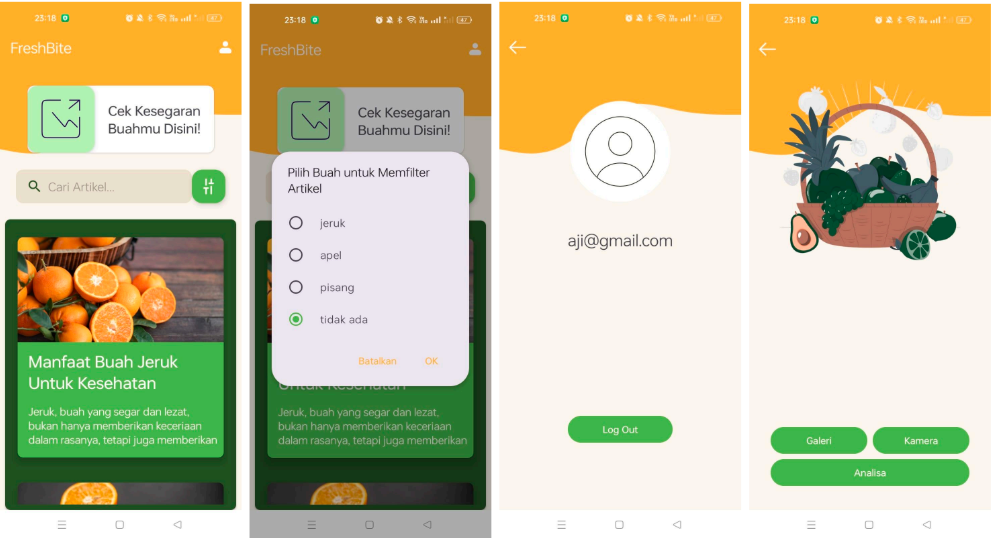 23:18
FreshBite
Cek Kesegaran
Buahmu Disini!
Cari Artikel...
Manfaat Buah Jeruk
Untuk Kesehatan
Jeruk, buah yang segar dan lezat,
bukan hanya memberikan keceriaan
dalam rasanya, tetapi juga memberikan
23:18
FreshBite
Cek Kesegaran
Buahmu Disini!
Pilih Buah untuk Memfilter
Artikel
jeruk
apel
pisang
tidak ada
Batalkan OK
Untuk Kesehatan
Jeruk, buah yang segar dan lezat,
bukan hanya memberikan keceriaan
dalam rasanya, tetapi juga memberikan
23:18
aji@gmail.com
Log Out
23:18
Galeri Kamera
Analisa